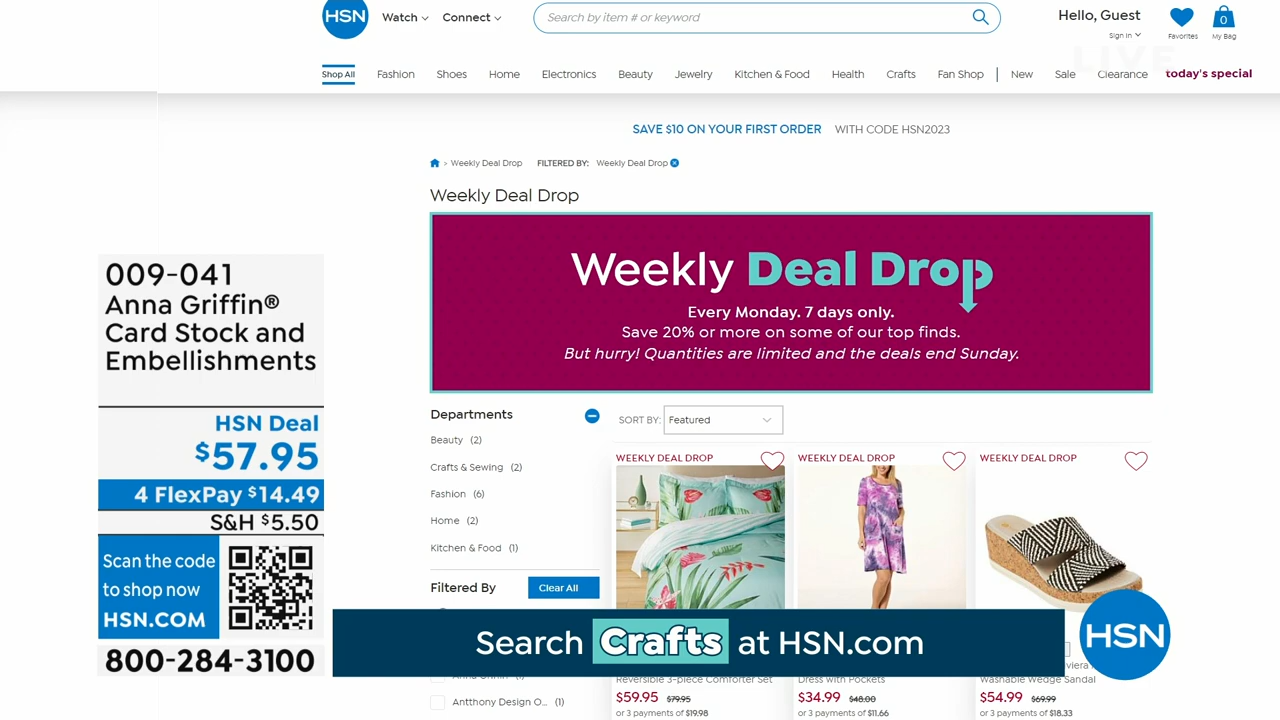 HSN
Watch
Connect
Search by item # or keyword
Hello, Guest
Sign in
Favorites
0
My Bag
LIVE
Shop All
Fashion
Shoes
Home
Electronics
Beauty
Jewelry
Kitchen & Food
Health
Crafts
Fan Shop
New
Sale
Clearance
today's special
SAVE $10 ON YOUR FIRST ORDER WITH CODE HSN2023
> Weekly Deal Drop FILTERED BY: Weekly Deal Drop
Weekly Deal Drop
Weekly Deal Drop
Every Monday. 7 days only.
Save 20% or more on some of our top finds.
But hurry! Quantities are limited and the deals end Sunday.
009-041
Anna Griffin®
Card Stock and
Embellishments
HSN Deal
$57.95
4 FlexPay $14.49
S&H $5.50
Scan the code
to shop now
HSN.COM
800-284-3100
Departments
Beauty (2)
Crafts & Sewing (2)
Fashion (6)
Home (2)
Kitchen & Food (1)
Filtered By
Clear All
Antthony Design O... (1)
SORT BY: Featured
WEEKLY DEAL DROP
WEEKLY DEAL DROP
WEEKLY DEAL DROP
Reversible 3-piece Comforter Set
$59.95 $79.95
or 3 payments of $19.98
Dress with Pockets
$34.99 $48.00
or 3 payments of $11.66
Washable Wedge Sandal
$54.99 $69.99
or 3 payments of $18.33
Search Crafts at HSN.com
HSN